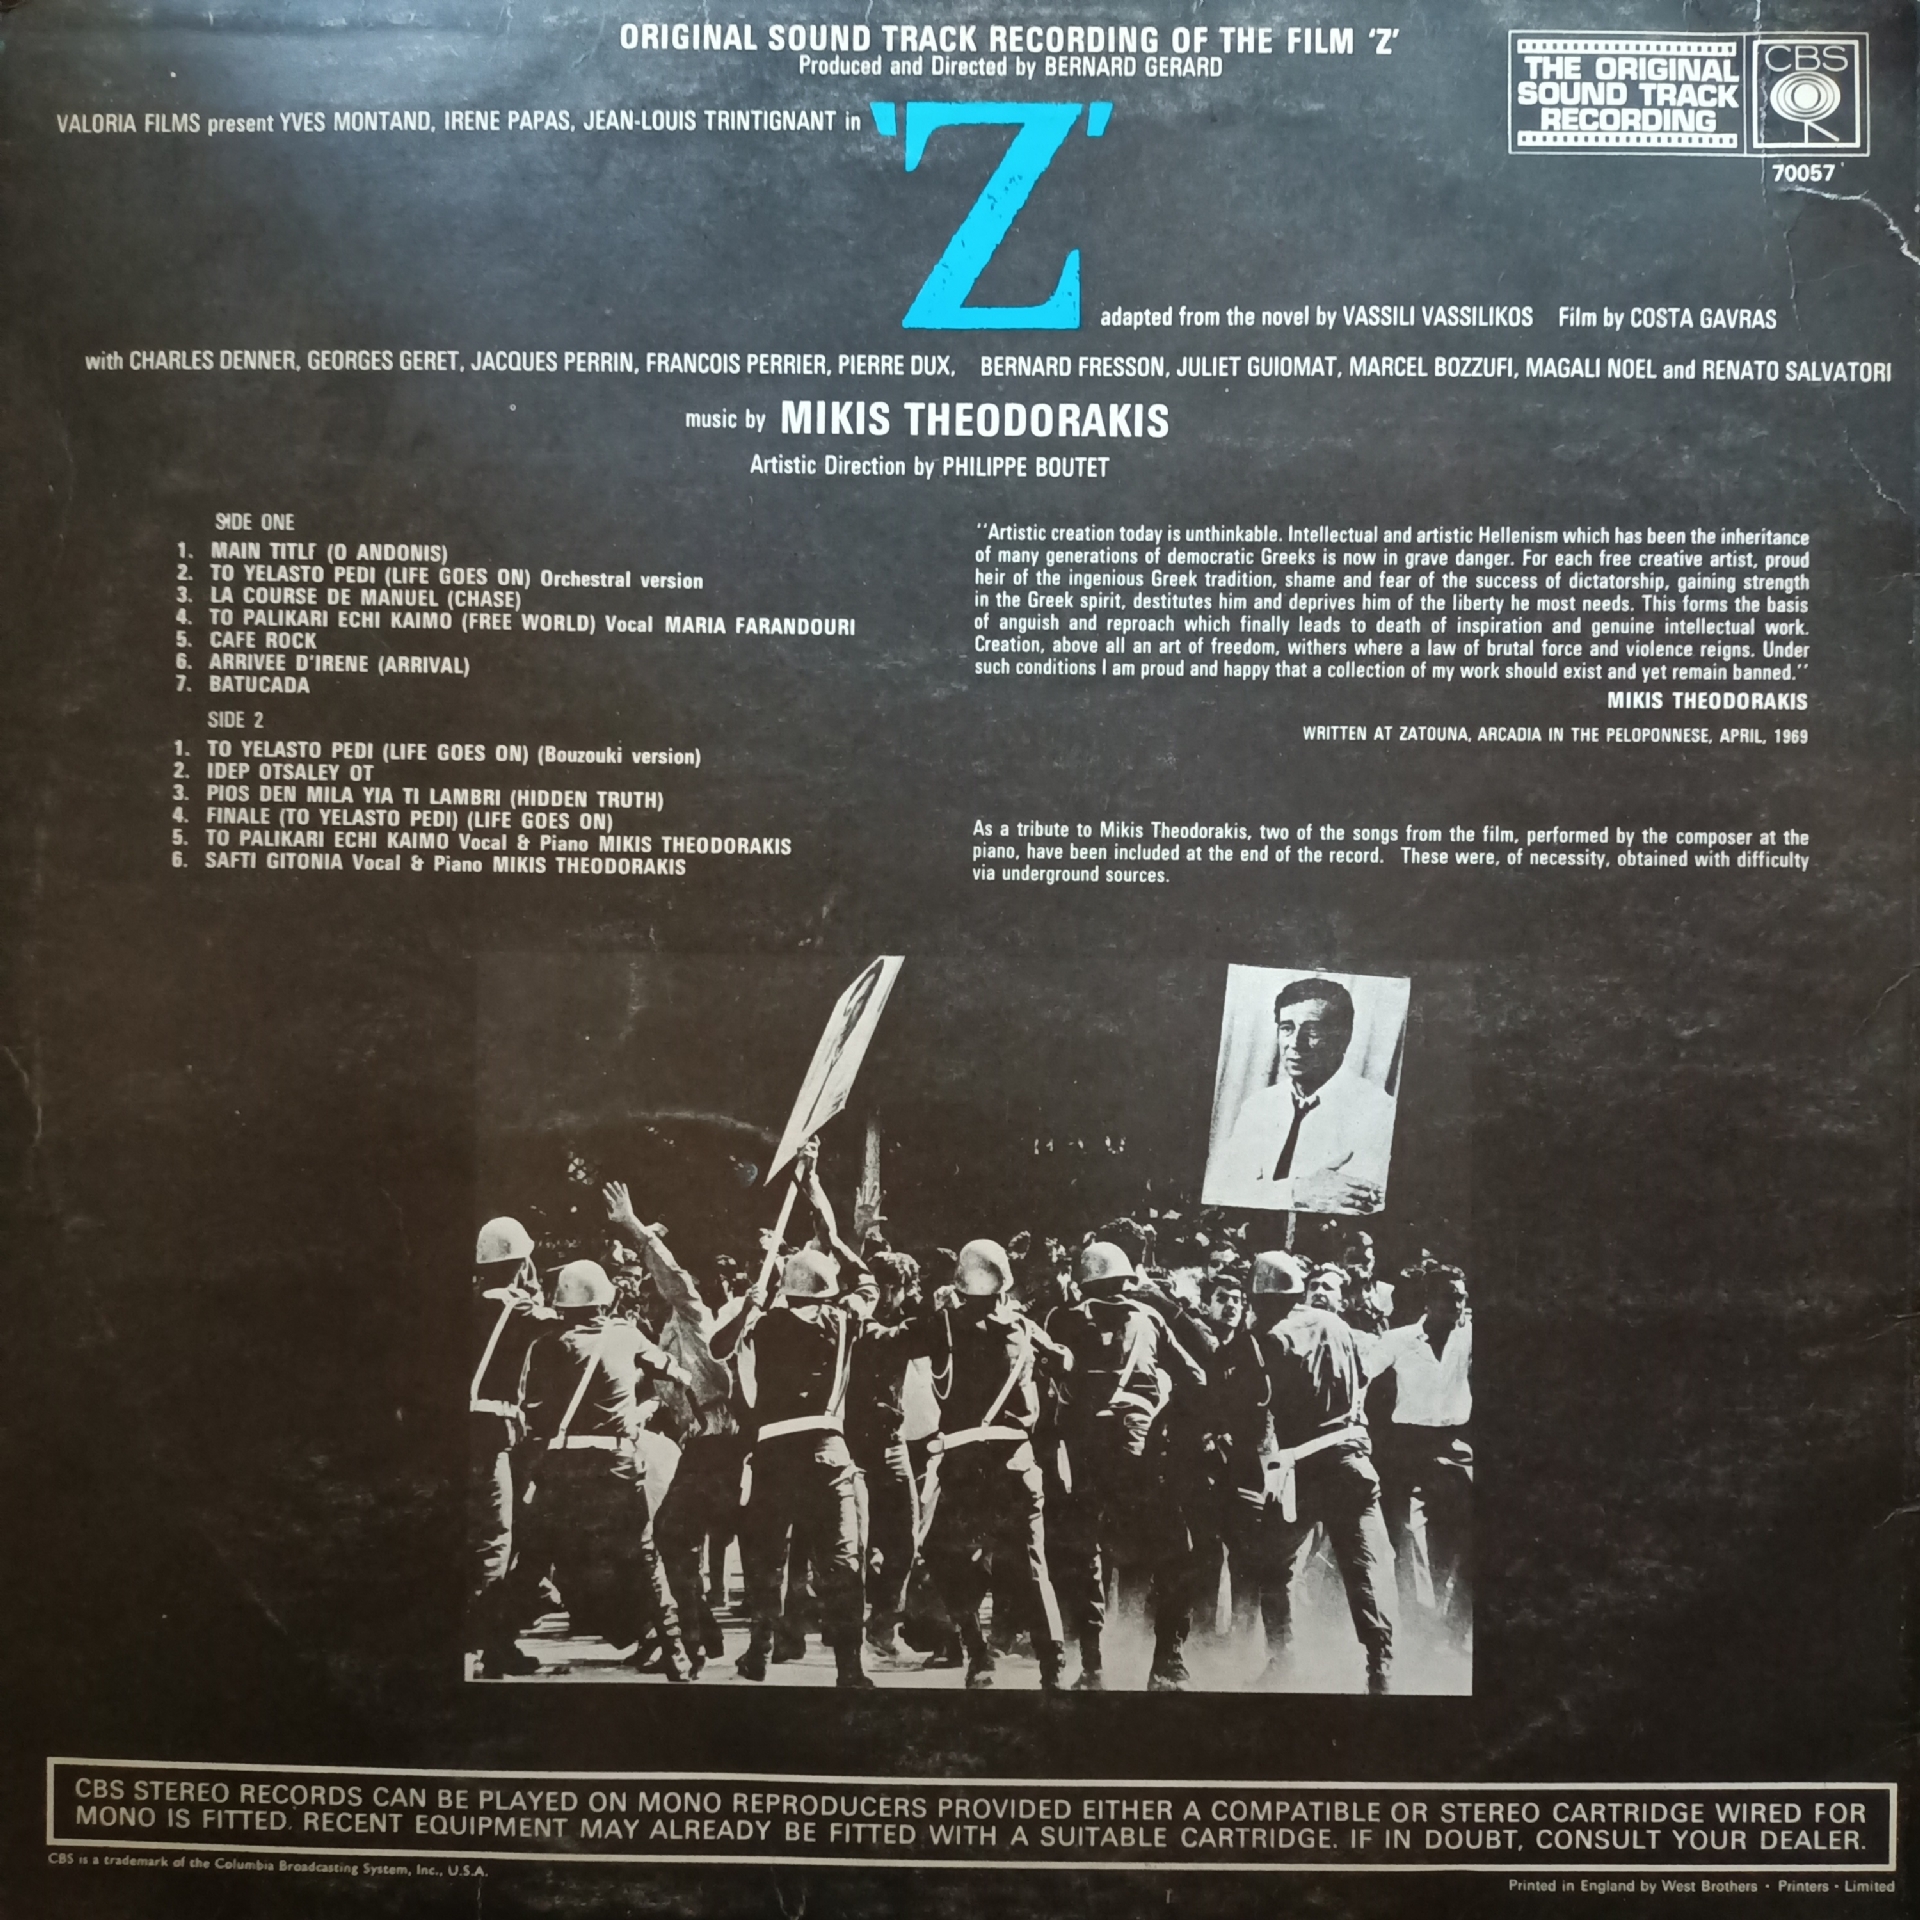 ORIGINAL SOUND TRACK RECORDING OF THE FILM 'Z'
Produced and Directed by BERNARD GERARD
THE ORIGINAL
SOUND TRACK
RECORDING
CBS
70057
VALORIA FILMS present YVES MONTAND, IRENE PAPAS, JEAN-LOUIS TRINTIGNANT in
'Z'
adapted from the novel by VASSILI VASSILIKOS Film by COSTA GAVRAS
with CHARLES DENNER, GEORGES GERET, JACQUES PERRIN, FRANCOIS PERRIER, PIERRE DUX, BERNARD FRESSON, JULIET GUIOMAT, MARCEL BOZZUFI, MAGALI NOEL and RENATO SALVATORI
music by MIKIS THEODORAKIS
Artistic Direction by PHILIPPE BOUTET
SIDE ONE
1. MAIN TITLE (O ANDONIS)
2. TO YELASTO PEDI (LIFE GOES ON) Orchestral version
3. LA COURSE DE MANUEL (CHASE)
4. TO PALIKARI ECHI KAIMO (FREE WORLD) Vocal MARIA FARANDOURI
5. CAFE ROCK
6. ARRIVEE D'IRENE (ARRIVAL)
7. BATUCADA
SIDE 2
1. TO YELASTO PEDI (LIFE GOES ON) (Bouzouki version)
2. IDEP OTSALEY OT
3. PIOS DEN MILA YIA TI LAMBRI (HIDDEN TRUTH)
4. FINALE (TO YELASTO PEDI) (LIFE GOES ON)
5. TO PALIKARI ECHI KAIMO Vocal & Piano MIKIS THEODORAKIS
6. SAFTI GITONIA Vocal & Piano MIKIS THEODORAKIS
''Artistic creation today is unthinkable. Intellectual and artistic Hellenism which has been the inheritance
of many generations of democratic Greeks is now in grave danger. For each free creative artist, proud
heir of the ingenious Greek tradition, shame and fear of the success of dictatorship, gaining strength
in the Greek spirit, destitutes him and deprives him of the liberty he most needs. This forms the basis
of anguish and reproach which finally leads to death of inspiration and genuine intellectual work.
Creation, above all an art of freedom, withers where a law of brutal force and violence reigns. Under
such conditions I am proud and happy that a collection of my work should exist and yet remain banned.''
MIKIS THEODORAKIS
WRITTEN AT ZATOUNA, ARCADIA IN THE PELOPONNESE, APRIL, 1969
As a tribute to Mikis Theodorakis, two of the songs from the film, performed by the composer at the
piano, have been included at the end of the record. These were, of necessity, obtained with difficulty
via underground sources.
CBS STEREO RECORDS CAN BE PLAYED ON MONO REPRODUCERS PROVIDED EITHER A COMPATIBLE OR STEREO CARTRIDGE WIRED FOR
MONO IS FITTED. RECENT EQUIPMENT MAY ALREADY BE FITTED WITH A SUITABLE CARTRIDGE. IF IN DOUBT, CONSULT YOUR DEALER.
CBS is a trademark of the Columbia Broadcasting System, Inc., U.S.A.
Printed in England by West Brothers · Printers · Limited